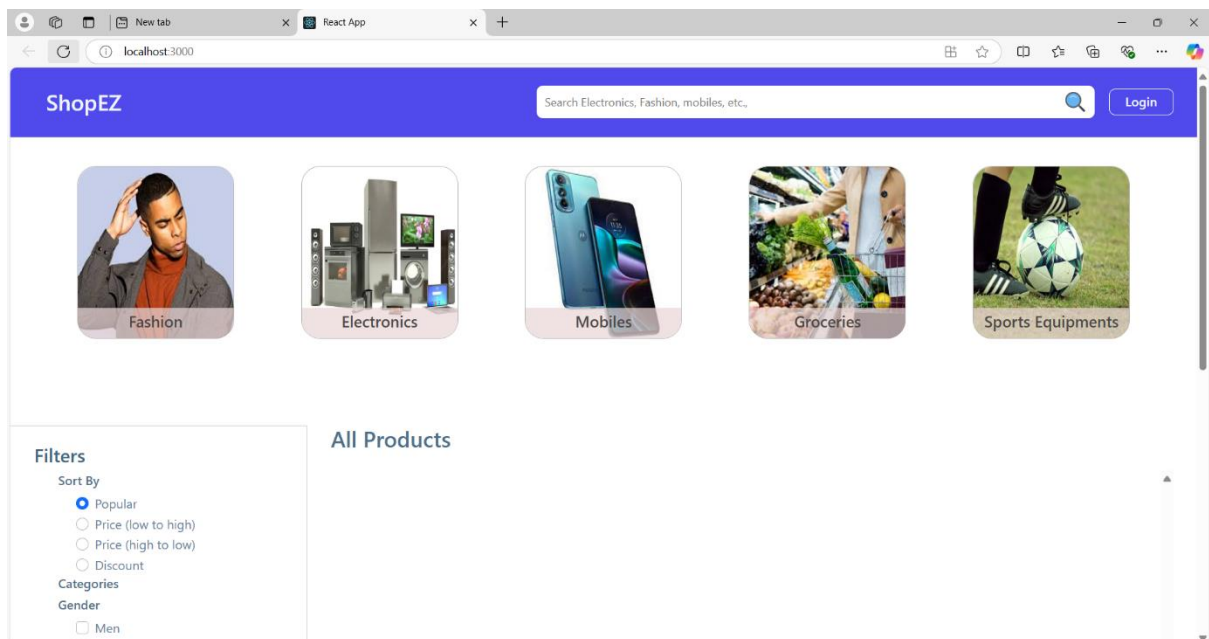 New tab
React App
localhost:3000
ShopEZ
Search Electronics, Fashion, mobiles, etc.,
Login
Fashion
Electronics
Mobiles
Groceries
Sports Equipments
Filters
All Products
Sort By
Popular
Price (low to high)
Price (high to low)
Discount
Categories
Gender
Men